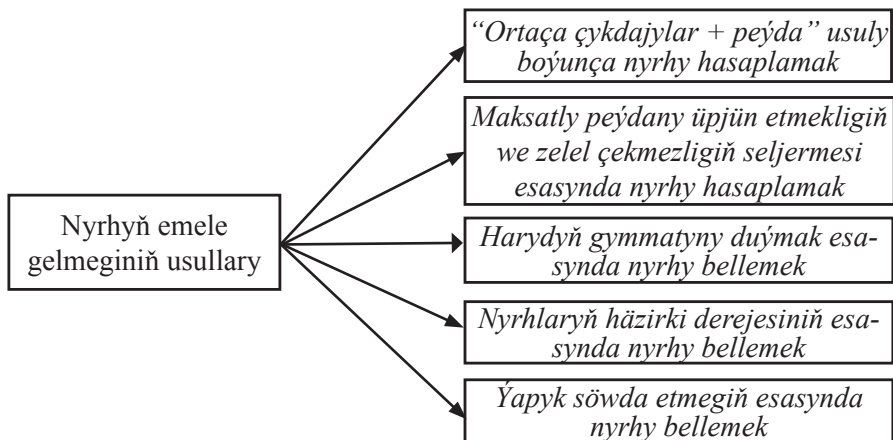 “Ortaça çykdajylar + peýda” usuly
boýunça nyrhy hasaplamak
Maksatly peýdany üpjün etmekligiň
we zelel çekmezligiň seljermesi
esasynda nyrhy hasaplamak
Nyrhyň emele
gelmeginiň usullary
Harydyň gymmatyny duýmak esa-
synda nyrhy bellemek
Nyrhlaryň häzirki derejesiniň esa-
synda nyrhy bellemek
Ýapyk söwda etmegiň esasynda
nyrhy bellemek